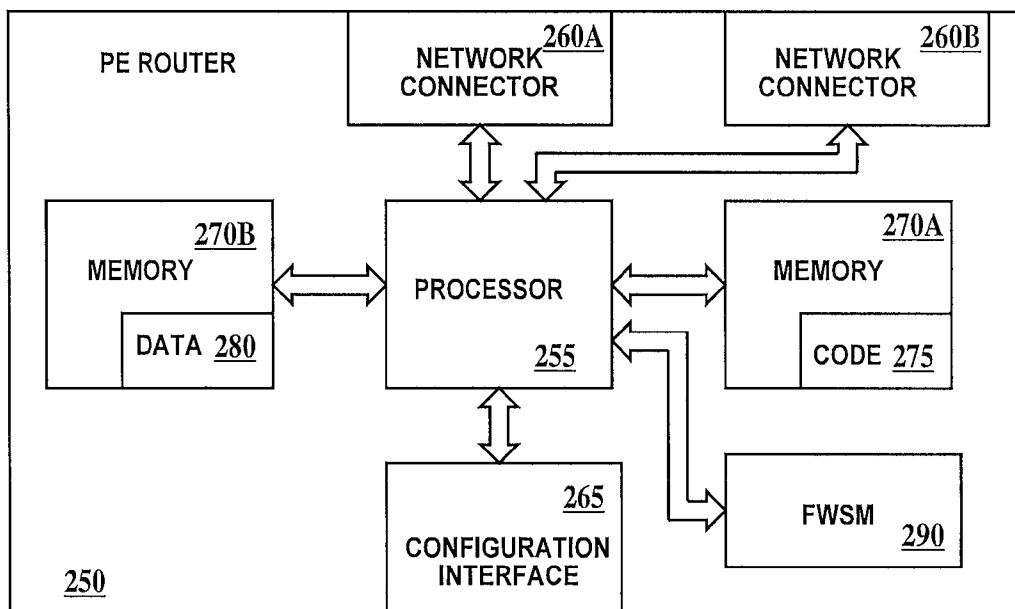 PE ROUTER
260A
NETWORK
CONNECTOR
260B
NETWORK
CONNECTOR
270B
MEMORY
DATA 280
PROCESSOR
255
270A
MEMORY
CODE 275
265
CONFIGURATION
INTERFACE
FWSM
290
250